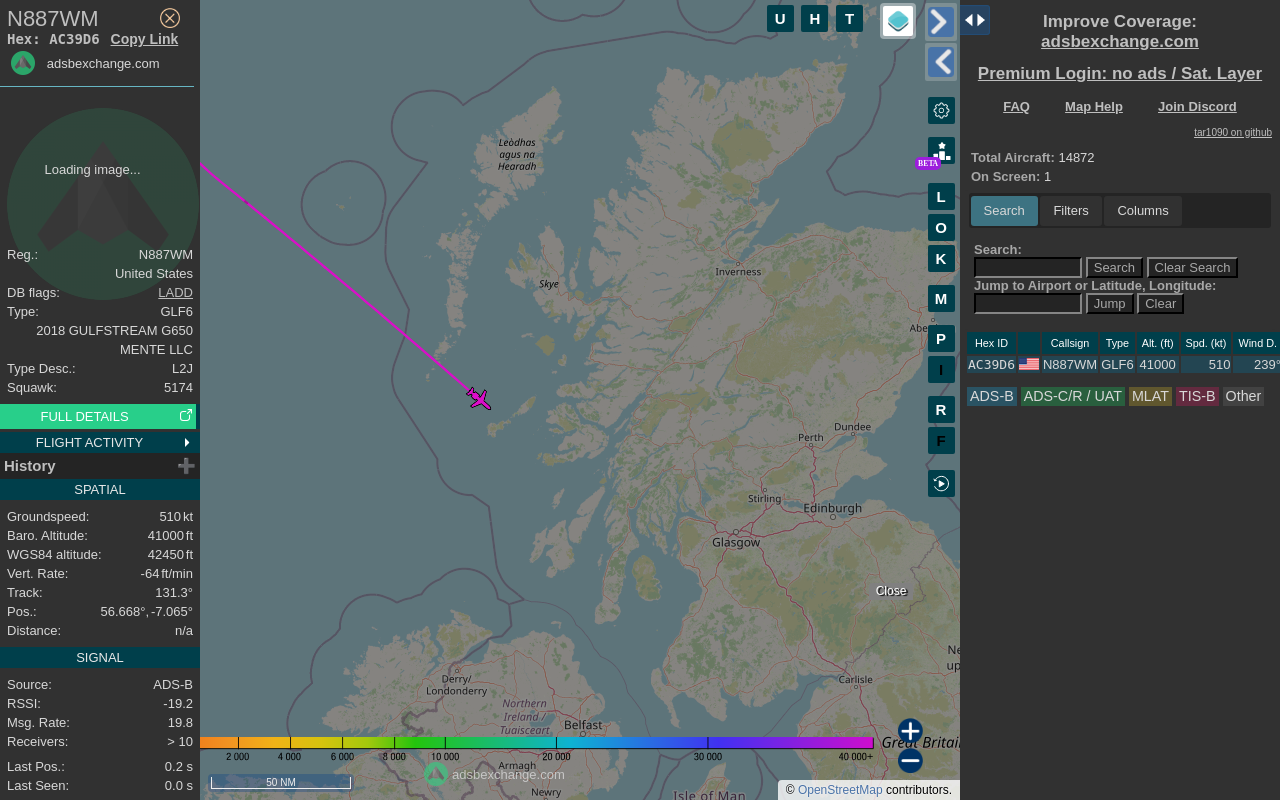 N887WM
Hex: AC39D6 Copy Link
adsbexchange.com
Loading image...
Reg.: N887WM
United States
DB flags: LADD
Type: GLF6
2018 GULFSTREAM G650
MENTE LLC
Type Desc.: L2J
Squawk: 5174
FULL DETAILS
FLIGHT ACTIVITY
History
SPATIAL
Groundspeed: 510 kt
Baro. Altitude: 41000 ft
WGS84 altitude: 42450 ft
Vert. Rate: -64 ft/min
Track: 131.3°
Pos.: 56.668°, -7.065°
Distance: n/a
SIGNAL
Source: ADS-B
RSSI: -19.2
Msg. Rate: 19.8
Receivers: > 10
Last Pos.: 0.2 s
Last Seen: 0.0 s
U H T
BETA
L
O
K
M
P
I
R
F
Leòdhas
agus na
Hearadh
Skye
Inverness
Abe
Dundee
Perth
Stirling
Edinburgh
Glasgow
Close
Ne
up
Carlisle
Derry/
Londonderry
Northern
Ireland /
Tuaisceart
Belfast
Great Britain
2 000 4 000 6 000 8 000 10 000 20 000 30 000 40 000+
Armagh
adsbexchange.com
50 NM
Newry
Isle of Man
© OpenStreetMap contributors.
Improve Coverage:
adsbexchange.com
Premium Login: no ads / Sat. Layer
FAQ Map Help Join Discord
tar1090 on github
Total Aircraft: 14872
On Screen: 1
Search Filters Columns
Search:
Search Clear Search
Jump to Airport or Latitude, Longitude:
Jump Clear
Hex ID Callsign Type Alt. (ft) Spd. (kt) Wind D.
AC39D6 N887WM GLF6 41000 510 239°
ADS-B ADS-C/R / UAT MLAT TIS-B Other